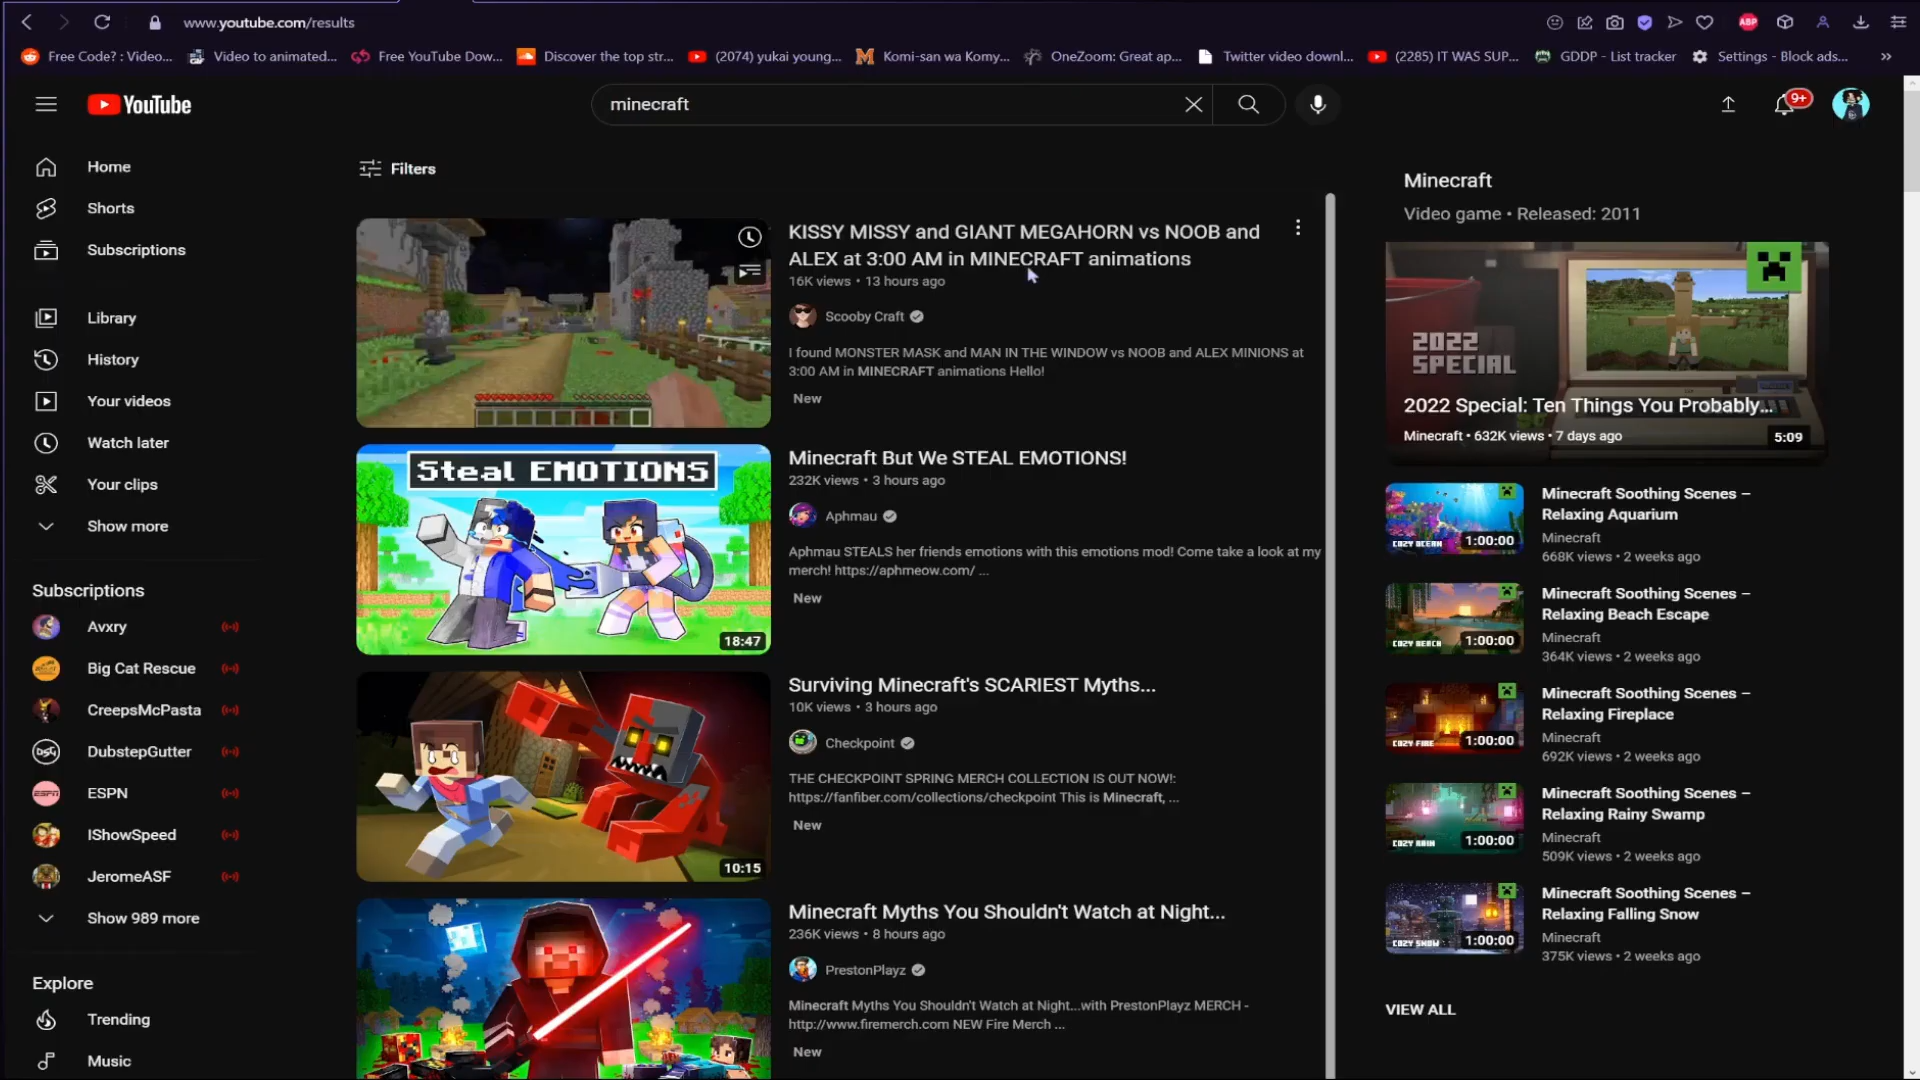 www.youtube.com/results
Free Code? : Video...
Video to animated...
Free YouTube Dow...
Discover the top str...
(2074) yukai young...
Komi-san wa Komy...
OneZoom: Great ap...
Twitter video downl...
(2285) IT WAS SUP...
GDDP - List tracker
Settings - Block ads...
ABP
YouTube
minecraft
9+
Home
Shorts
Subscriptions
Library
History
Your videos
Watch later
Your clips
Show more
Subscriptions
Avxry
Big Cat Rescue
CreepsMcPasta
DubstepGutter
ESPN
IShowSpeed
JeromeASF
Show 989 more
Explore
Trending
Music
Filters
KISSY MISSY and GIANT MEGAHORN vs NOOB and
ALEX at 3:00 AM in MINECRAFT animations
16K views • 13 hours ago
Scooby Craft
I found MONSTER MASK and MAN IN THE WINDOW vs NOOB and ALEX MINIONS at
3:00 AM in MINECRAFT animations Hello!
New
Steal EMOTIONS!
18:47
Minecraft But We STEAL EMOTIONS!
232K views • 3 hours ago
Aphmau
Aphmau STEALS her friends emotions with this emotions mod! Come take a look at my
merch! https://aphmeow.com/ ...
New
10:15
Surviving Minecraft's SCARIEST Myths...
10K views • 3 hours ago
Checkpoint
THE CHECKPOINT SPRING MERCH COLLECTION IS OUT NOW!:
https://fanfiber.com/collections/checkpoint This is Minecraft, ...
New
Minecraft Myths You Shouldn't Watch at Night...
236K views • 8 hours ago
PrestonPlayz
Minecraft Myths You Shouldn't Watch at Night...with PrestonPlayz MERCH -
http://www.firemerch.com NEW Fire Merch ...
New
Minecraft
Video game • Released: 2011
2022
SPECIAL
2022 Special: Ten Things You Probably...
Minecraft • 632K views • 7 days ago
5:09
COZY OCEAN
1:00:00
Minecraft Soothing Scenes –
Relaxing Aquarium
Minecraft
668K views • 2 weeks ago
COZY BEACH
1:00:00
Minecraft Soothing Scenes –
Relaxing Beach Escape
Minecraft
364K views • 2 weeks ago
COZY FIRE
1:00:00
Minecraft Soothing Scenes –
Relaxing Fireplace
Minecraft
692K views • 2 weeks ago
COZY RAIN
1:00:00
Minecraft Soothing Scenes –
Relaxing Rainy Swamp
Minecraft
509K views • 2 weeks ago
COZY SNOW
1:00:00
Minecraft Soothing Scenes –
Relaxing Falling Snow
Minecraft
375K views • 2 weeks ago
VIEW ALL